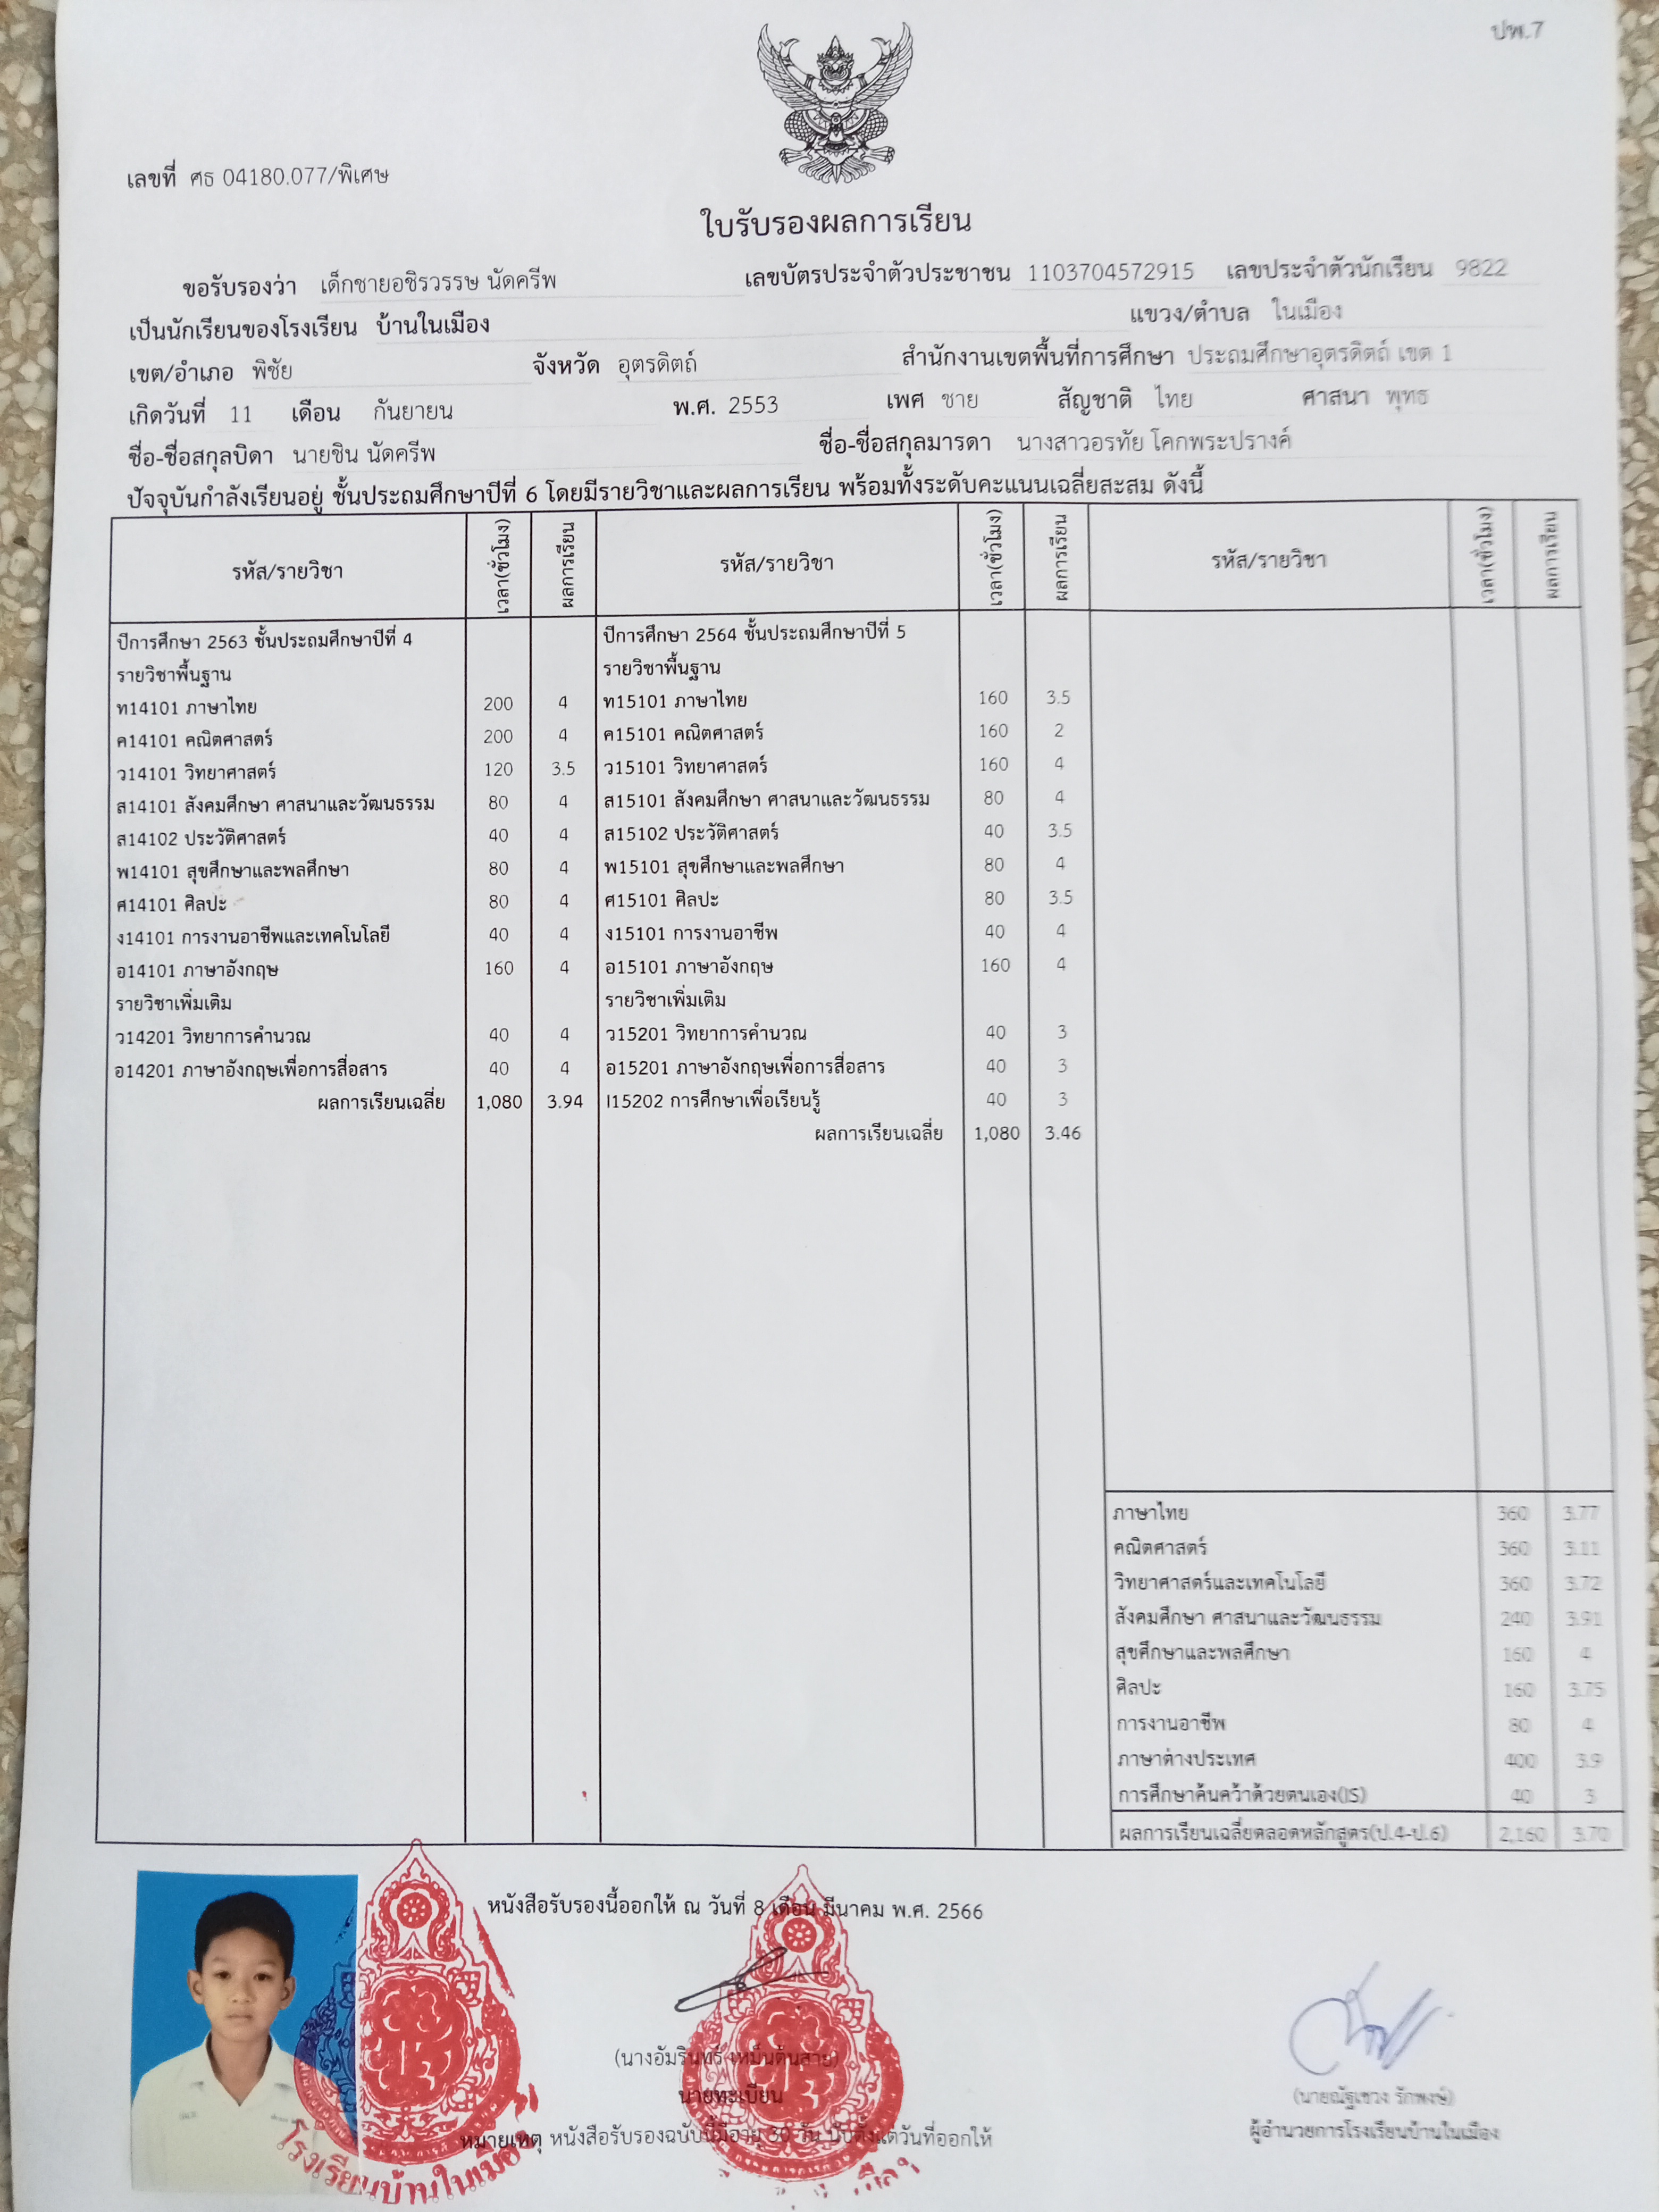 ปพ.7
เลขที่ ศธ 04180.077/พิเศษ
ใบรับรองผลการเรียน
ขอรับรองว่า เด็กชายอชิรวรรษ นัดครีพ เลขบัตรประจำตัวประชาชน 1103704572915 เลขประจำตัวนักเรียน 9822
เป็นนักเรียนของโรงเรียน บ้านในเมือง แขวง/ตำบล ในเมือง
เขต/อำเภอ พิชัย จังหวัด อุตรดิตถ์ สำนักงานเขตพื้นที่การศึกษา ประถมศึกษาอุตรดิตถ์ เขต 1
เกิดวันที่ 11 เดือน กันยายน พ.ศ. 2553 เพศ ชาย สัญชาติ ไทย ศาสนา พุทธ
ชื่อ-ชื่อสกุลบิดา นายชิน นัดครีพ ชื่อ-ชื่อสกุลมารดา นางสาวอรทัย โคกพระปรางค์
ปัจจุบันกำลังเรียนอยู่ ชั้นประถมศึกษาปีที่ 6 โดยมีรายวิชาและผลการเรียน พร้อมทั้งระดับคะแนนเฉลี่ยสะสม ดังนี้
รหัส/รายวิชา เวลา(ชั่วโมง) ผลการเรียน รหัส/รายวิชา เวลา(ชั่วโมง) ผลการเรียน รหัส/รายวิชา เวลา(ชั่วโมง) ผลการเรียน
ปีการศึกษา 2563 ชั้นประถมศึกษาปีที่ 4
รายวิชาพื้นฐาน
ท14101 ภาษาไทย 200 4
ค14101 คณิตศาสตร์ 200 4
ว14101 วิทยาศาสตร์ 120 3.5
ส14101 สังคมศึกษา ศาสนาและวัฒนธรรม 80 4
ส14102 ประวัติศาสตร์ 40 4
พ14101 สุขศึกษาและพลศึกษา 80 4
ศ14101 ศิลปะ 80 4
ง14101 การงานอาชีพและเทคโนโลยี 40 4
อ14101 ภาษาอังกฤษ 160 4
รายวิชาเพิ่มเติม
ว14201 วิทยาการคำนวณ 40 4
อ14201 ภาษาอังกฤษเพื่อการสื่อสาร 40 4
ผลการเรียนเฉลี่ย 1,080 3.94
ปีการศึกษา 2564 ชั้นประถมศึกษาปีที่ 5
รายวิชาพื้นฐาน
ท15101 ภาษาไทย 160 3.5
ค15101 คณิตศาสตร์ 160 2
ว15101 วิทยาศาสตร์ 160 4
ส15101 สังคมศึกษา ศาสนาและวัฒนธรรม 80 4
ส15102 ประวัติศาสตร์ 40 3.5
พ15101 สุขศึกษาและพลศึกษา 80 4
ศ15101 ศิลปะ 80 3.5
ง15101 การงานอาชีพ 40 4
อ15101 ภาษาอังกฤษ 160 4
รายวิชาเพิ่มเติม
ว15201 วิทยาการคำนวณ 40 3
อ15201 ภาษาอังกฤษเพื่อการสื่อสาร 40 3
I15202 การศึกษาเพื่อเรียนรู้ 40 3
ผลการเรียนเฉลี่ย 1,080 3.46
ภาษาไทย 360 3.77
คณิตศาสตร์ 360 3.11
วิทยาศาสตร์และเทคโนโลยี 360 3.72
สังคมศึกษา ศาสนาและวัฒนธรรม 240 3.91
สุขศึกษาและพลศึกษา 160 4
ศิลปะ 160 3.75
การงานอาชีพ 80 4
ภาษาต่างประเทศ 400 3.9
การศึกษาค้นคว้าด้วยตนเอง(IS) 40 3
ผลการเรียนเฉลี่ยตลอดหลักสูตร(ป.4-ป.6) 2,160 3.70
หนังสือรับรองนี้ออกให้ ณ วันที่ 8 เดือน มีนาคม พ.ศ. 2566
(นางอัมรินทร์ เหม็นต้นสาย)
นายทะเบียน
หมายเหตุ หนังสือรับรองฉบับนี้มีอายุ 30 วัน นับตั้งแต่วันที่ออกให้
(นายณัฐเชวง รักพงษ์)
ผู้อำนวยการโรงเรียนบ้านในเมือง
โรงเรียนบ้านในเมือง